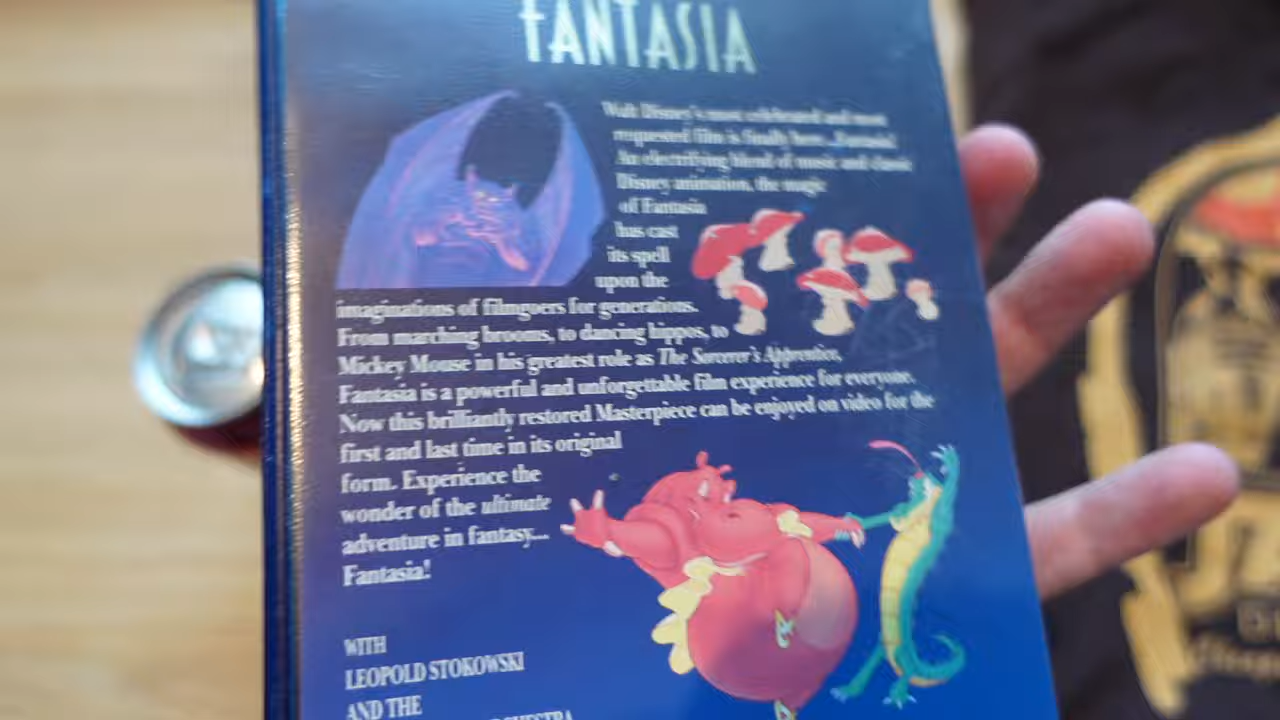 FANTASIA
Walt Disney's most celebrated and most
requested film is finally here...Fantasia!
An electrifying blend of music and classic
Disney animation, the magic
of Fantasia
has cast
its spell
upon the
imaginations of filmgoers for generations.
From marching brooms, to dancing hippos, to
Mickey Mouse in his greatest role as The Sorcerer's Apprentice,
Fantasia is a powerful and unforgettable film experience for everyone.
Now this brilliantly restored Masterpiece can be enjoyed on video for the
first and last time in its original
form. Experience the
wonder of the ultimate
adventure in fantasy...
Fantasia!
WITH
LEOPOLD STOKOWSKI
AND THE